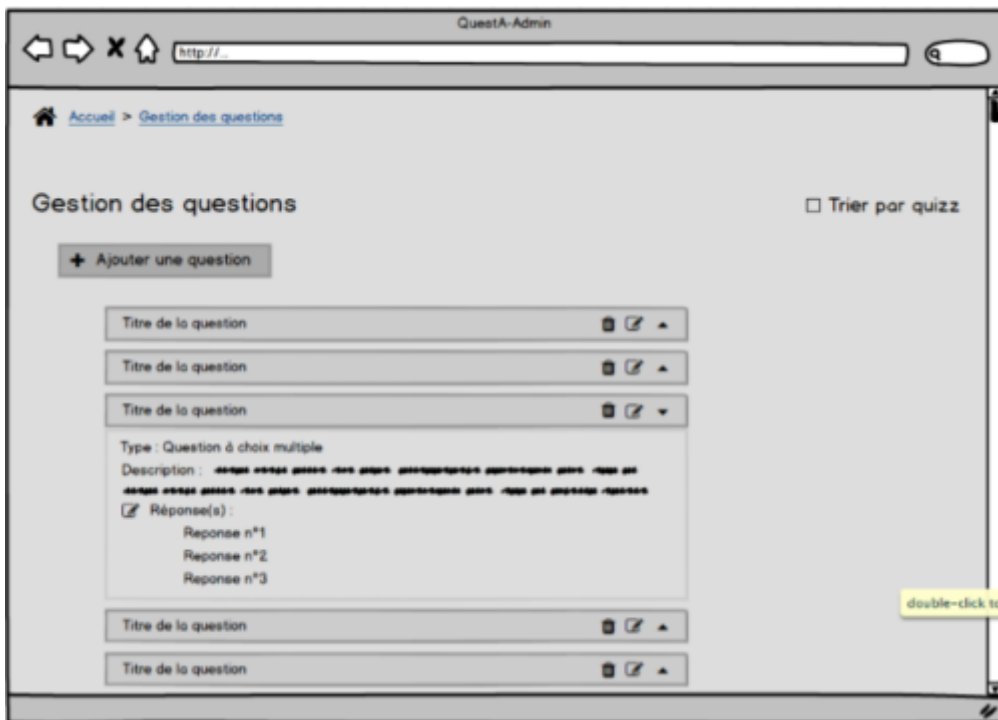 QuestA-Admin
http://..
Accueil > Gestion des questions
Gestion des questions
Trier par quizz
+ Ajouter une question
Titre de la question
Titre de la question
Titre de la question
Type : Question à choix multiple
Description :
Réponse(s) :
Reponse n°1
Reponse n°2
Reponse n°3
double-click to
Titre de la question
Titre de la question